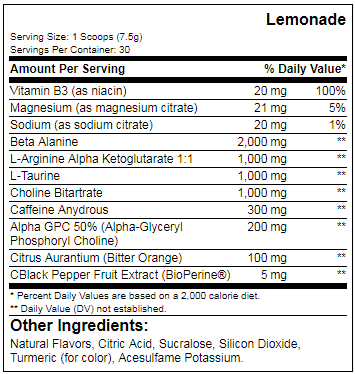 Lemonade
Serving Size: 1 Scoops (7.5g)
Servings Per Container: 30
Amount Per Serving % Daily Value*
Vitamin B3 (as niacin) 20 mg 100%
Magnesium (as magnesium citrate) 21 mg 5%
Sodium (as sodium citrate) 20 mg 1%
Beta Alanine 2,000 mg **
L-Arginine Alpha Ketoglutarate 1:1 1,000 mg **
L-Taurine 1,000 mg **
Choline Bitartrate 1,000 mg **
Caffeine Anydrous 300 mg **
Alpha GPC 50% (Alpha-Glyceryl 200 mg **
Phosphoryl Choline)
Citrus Aurantium (Bitter Orange) 100 mg **
CBlack Pepper Fruit Extract (BioPerine®) 5 mg **
* Percent Daily Values are based on a 2,000 calorie diet.
** Daily Value (DV) not established.
Other Ingredients:
Natural Flavors, Citric Acid, Sucralose, Silicon Dioxide,
Turmeric (for color), Acesulfame Potassium.